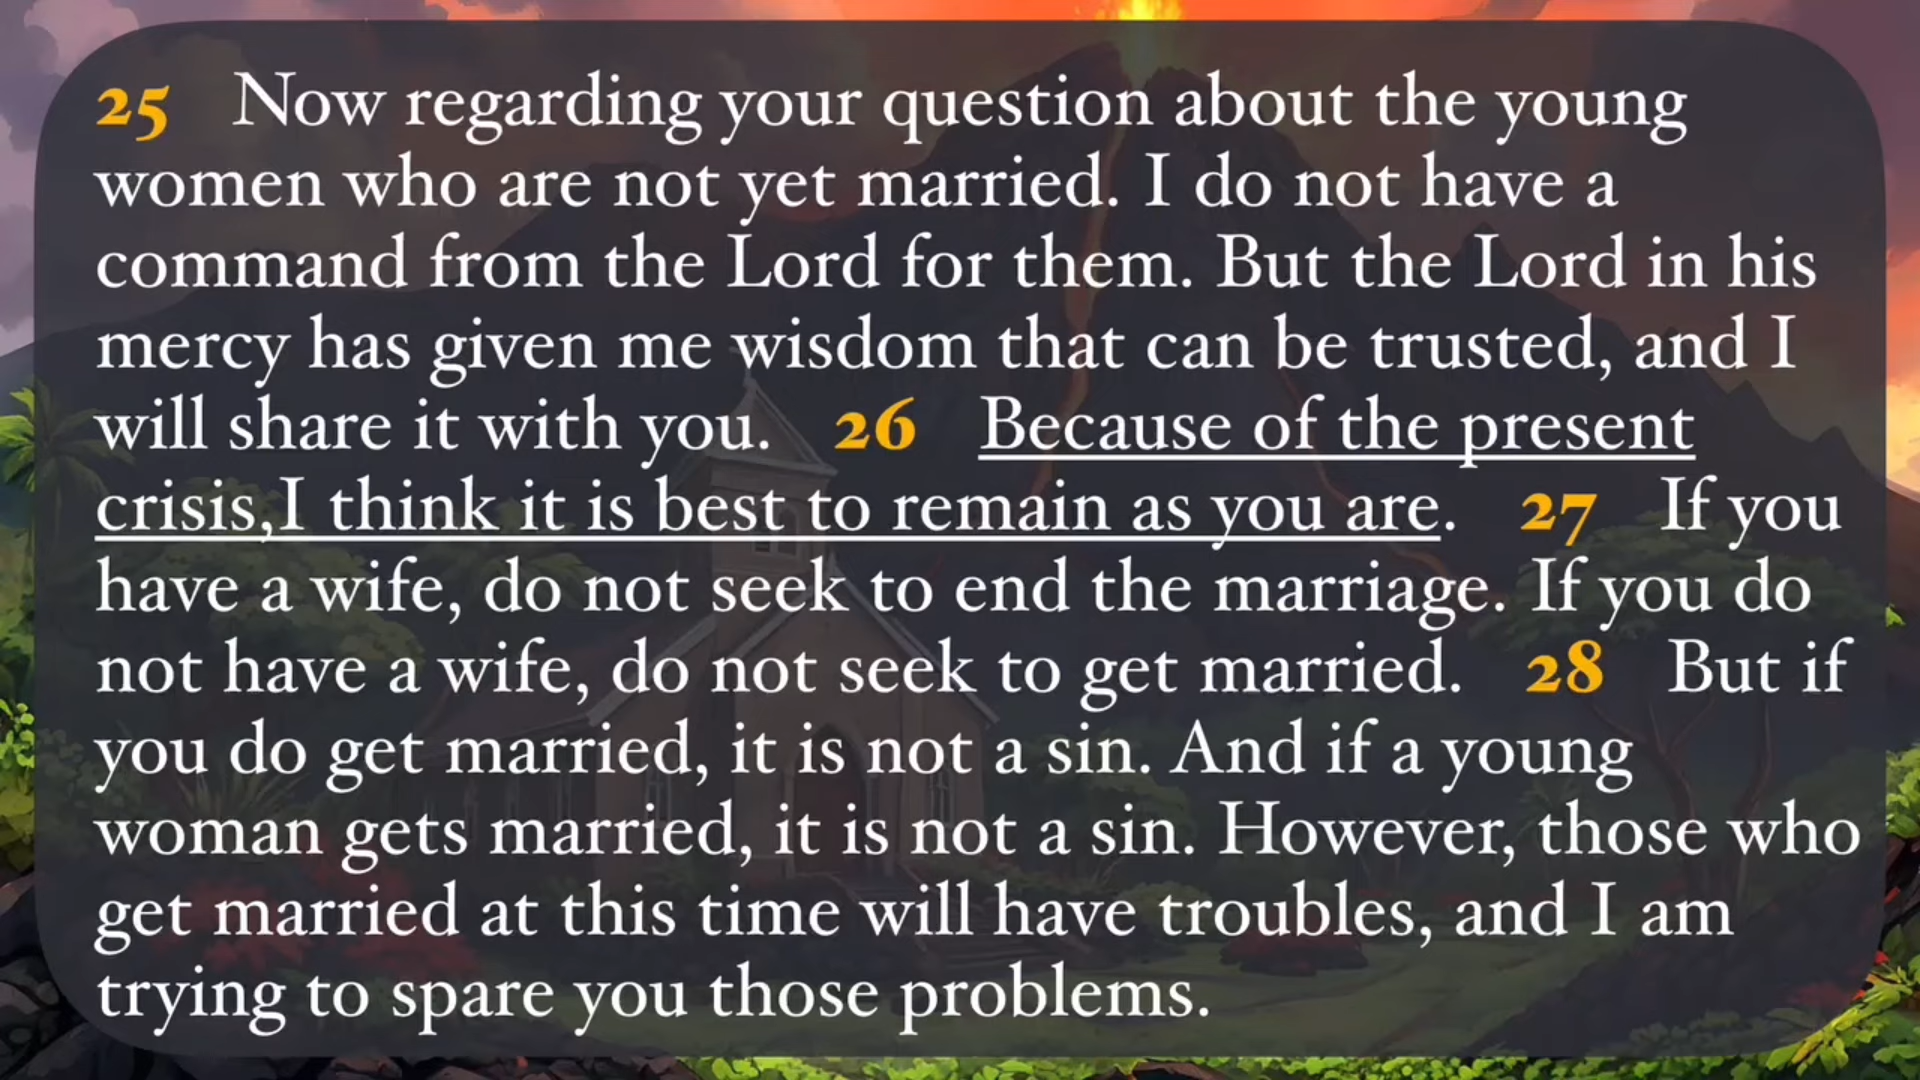 25 Now regarding your question about the young
women who are not yet married. I do not have a
command from the Lord for them. But the Lord in his
mercy has given me wisdom that can be trusted, and I
will share it with you. 26 Because of the present
crisis,I think it is best to remain as you are. 27 If you
have a wife, do not seek to end the marriage. If you do
not have a wife, do not seek to get married. 28 But if
you do get married, it is not a sin. And if a young
woman gets married, it is not a sin. However, those who
get married at this time will have troubles, and I am
trying to spare you those problems.